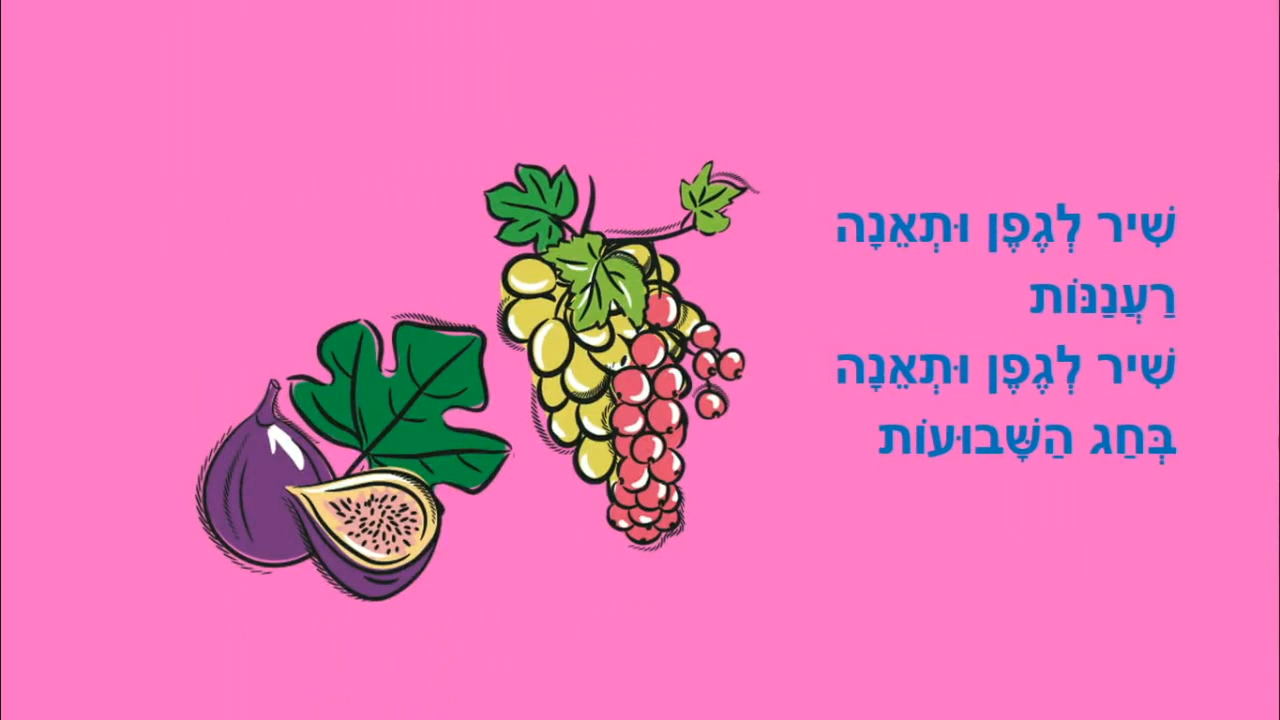 שִׁיר לְגֶפֶן וּתְאֵנָה
רַעֲנַנּוֹת
שִׁיר לְגֶפֶן וּתְאֵנָה
בְּחַג הַשָּׁבוּעוֹת